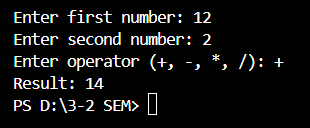 Enter first number: 12
Enter second number: 2
Enter operator (+, -, *, /): +
Result: 14
PS D:\3-2 SEM>